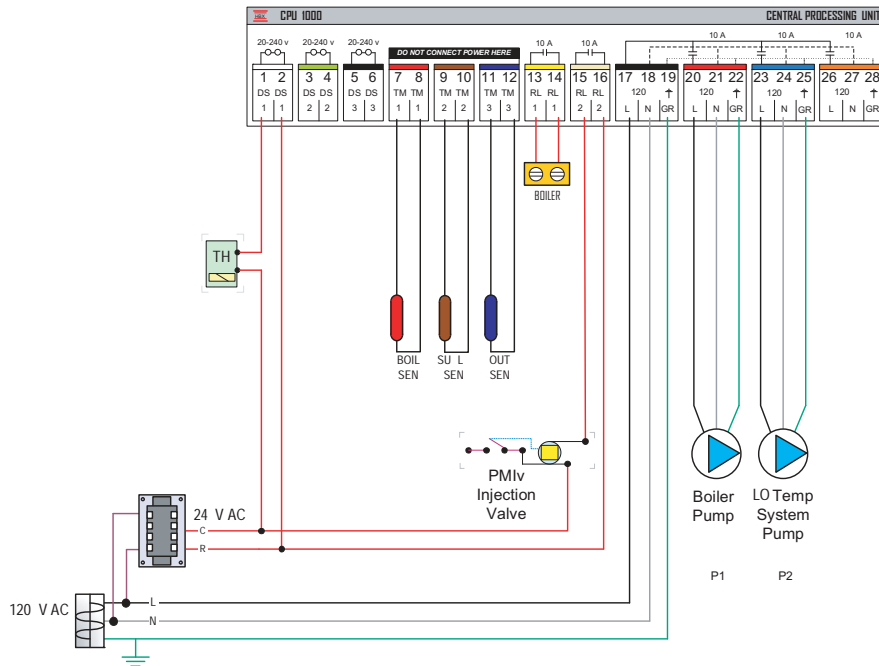 HBX CPU 1000 CENTRAL PROCESSING UNIT
20-240 v 20-240 v 20-240 v DO NOT CONNECT POWER HERE 10 A 10 A 10 A 10 A 10 A
1 2 3 4 5 6 7 8 9 10 11 12 13 14 15 16 17 18 19 20 21 22 23 24 25 26 27 28
DS DS DS DS DS DS TM TM TM TM TM TM RL RL RL RL 120 120 120 120
1 1 2 2 3 3 1 1 2 2 3 3 1 1 2 2 L N GR L N GR L N GR L N GR
BOILER
TH
BOIL SEN
SU L SEN
OUT SEN
PMIv
Injection
Valve
Boiler
Pump
LO Temp
System
Pump
P1 P2
24 V AC
C
R
120 V AC
L
N